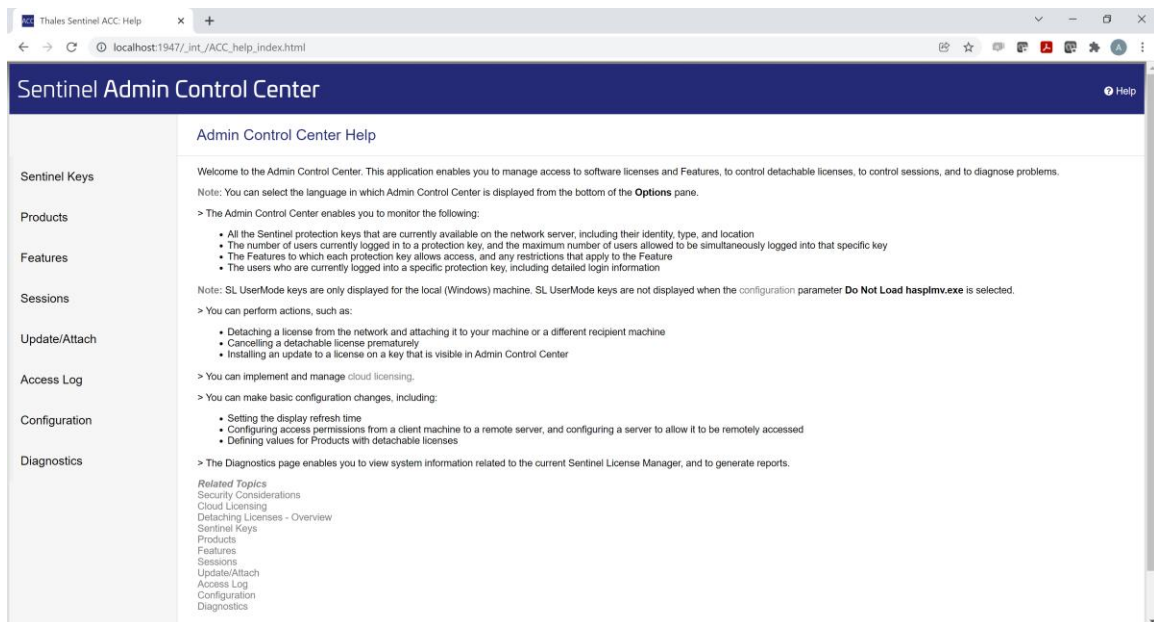 ACC Thales Sentinel ACC: Help
localhost:1947/_int_/ACC_help_index.html
A
Sentinel Admin Control Center
Help
Admin Control Center Help
Sentinel Keys
Products
Features
Sessions
Update/Attach
Access Log
Configuration
Diagnostics
Welcome to the Admin Control Center. This application enables you to manage access to software licenses and Features, to control detachable licenses, to control sessions, and to diagnose problems.
Note: You can select the language in which Admin Control Center is displayed from the bottom of the Options pane.
> The Admin Control Center enables you to monitor the following:
• All the Sentinel protection keys that are currently available on the network server, including their identity, type, and location
• The number of users currently logged in to a protection key, and the maximum number of users allowed to be simultaneously logged into that specific key
• The Features to which each protection key allows access, and any restrictions that apply to the Feature
• The users who are currently logged into a specific protection key, including detailed login information
Note: SL UserMode keys are only displayed for the local (Windows) machine. SL UserMode keys are not displayed when the configuration parameter Do Not Load hasplmv.exe is selected.
> You can perform actions, such as:
• Detaching a license from the network and attaching it to your machine or a different recipient machine
• Cancelling a detachable license prematurely
• Installing an update to a license on a key that is visible in Admin Control Center
> You can implement and manage cloud licensing.
> You can make basic configuration changes, including:
• Setting the display refresh time
• Configuring access permissions from a client machine to a remote server, and configuring a server to allow it to be remotely accessed
• Defining values for Products with detachable licenses
> The Diagnostics page enables you to view system information related to the current Sentinel License Manager, and to generate reports.
Related Topics
Security Considerations
Cloud Licensing
Detaching Licenses - Overview
Sentinel Keys
Products
Features
Sessions
Update/Attach
Access Log
Configuration
Diagnostics